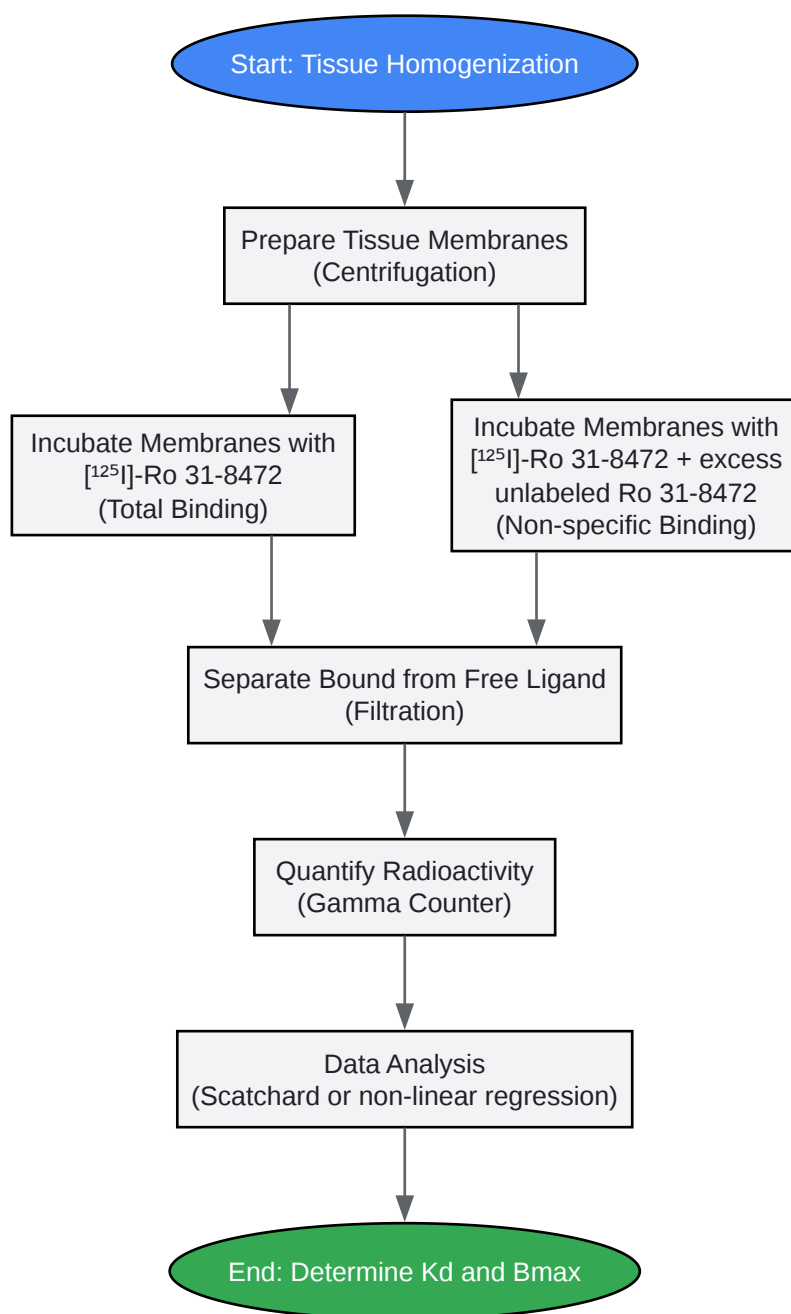 Start: Tissue Homogenization
Prepare Tissue Membranes
(Centrifugation)
Incubate Membranes with
[¹²⁵I]-Ro 31-8472
(Total Binding)
Incubate Membranes with
[¹²⁵I]-Ro 31-8472 + excess
unlabeled Ro 31-8472
(Non-specific Binding)
Separate Bound from Free Ligand
(Filtration)
Quantify Radioactivity
(Gamma Counter)
Data Analysis
(Scatchard or non-linear regression)
End: Determine Kd and Bmax